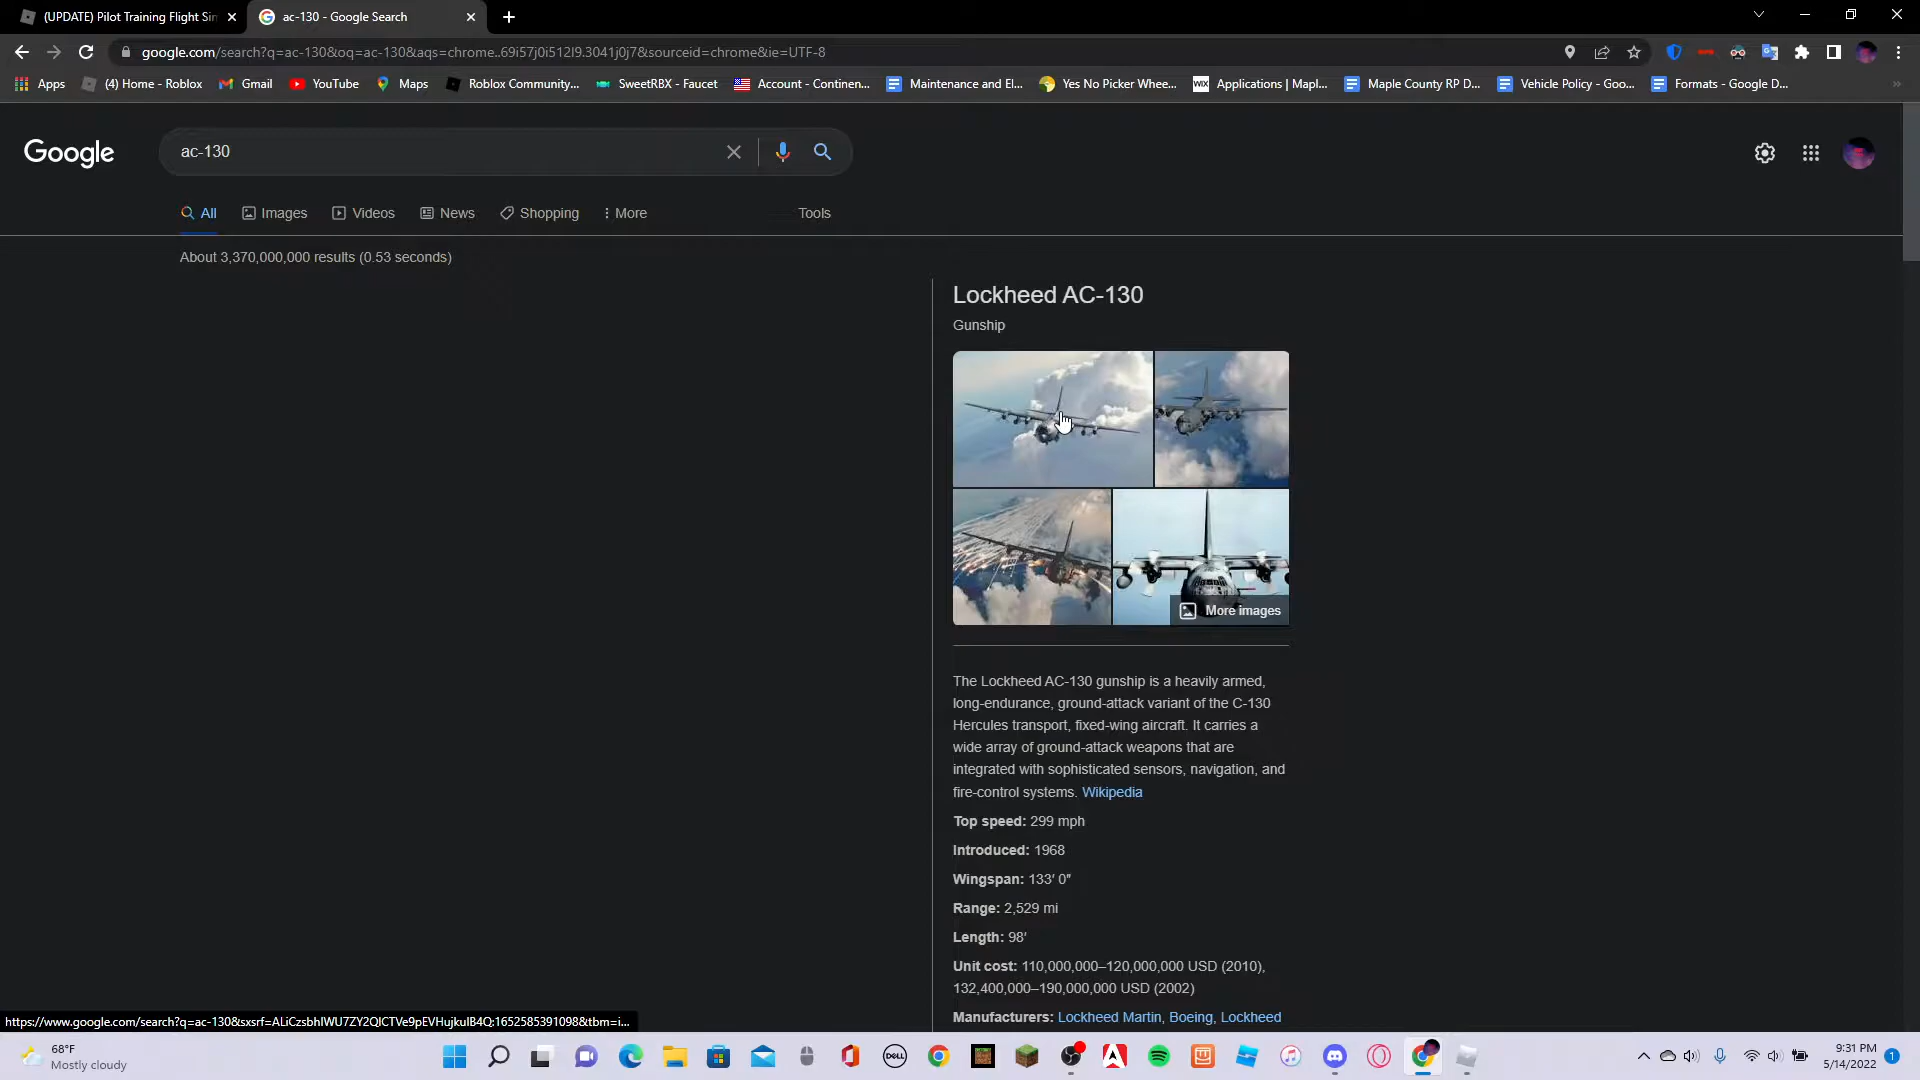 (UPDATE) Pilot Training Flight Sim
ac-130 - Google Search
google.com/search?q=ac-130&oq=ac-130&aqs=chrome..69i57j0i512l9.3041j0j7&sourceid=chrome&ie=UTF-8
Apps
(4) Home - Roblox
Gmail
YouTube
Maps
Roblox Community...
SweetRBX - Faucet
Account - Continen...
Maintenance and El...
Yes No Picker Whee...
WIX
Applications | Mapl...
Maple County RP D...
Vehicle Policy - Goo...
Formats - Google D...
Google
ac-130
All
Images
Videos
News
Shopping
More
Tools
About 3,370,000,000 results (0.53 seconds)
Lockheed AC-130
Gunship
More images
The Lockheed AC-130 gunship is a heavily armed,
long-endurance, ground-attack variant of the C-130
Hercules transport, fixed-wing aircraft. It carries a
wide array of ground-attack weapons that are
integrated with sophisticated sensors, navigation, and
fire-control systems. Wikipedia
Top speed: 299 mph
Introduced: 1968
Wingspan: 133′ 0″
Range: 2,529 mi
Length: 98′
Unit cost: 110,000,000–120,000,000 USD (2010),
132,400,000–190,000,000 USD (2002)
Manufacturers: Lockheed Martin, Boeing, Lockheed
68°F
Mostly cloudy
DELL
9:31 PM
5/14/2022
1